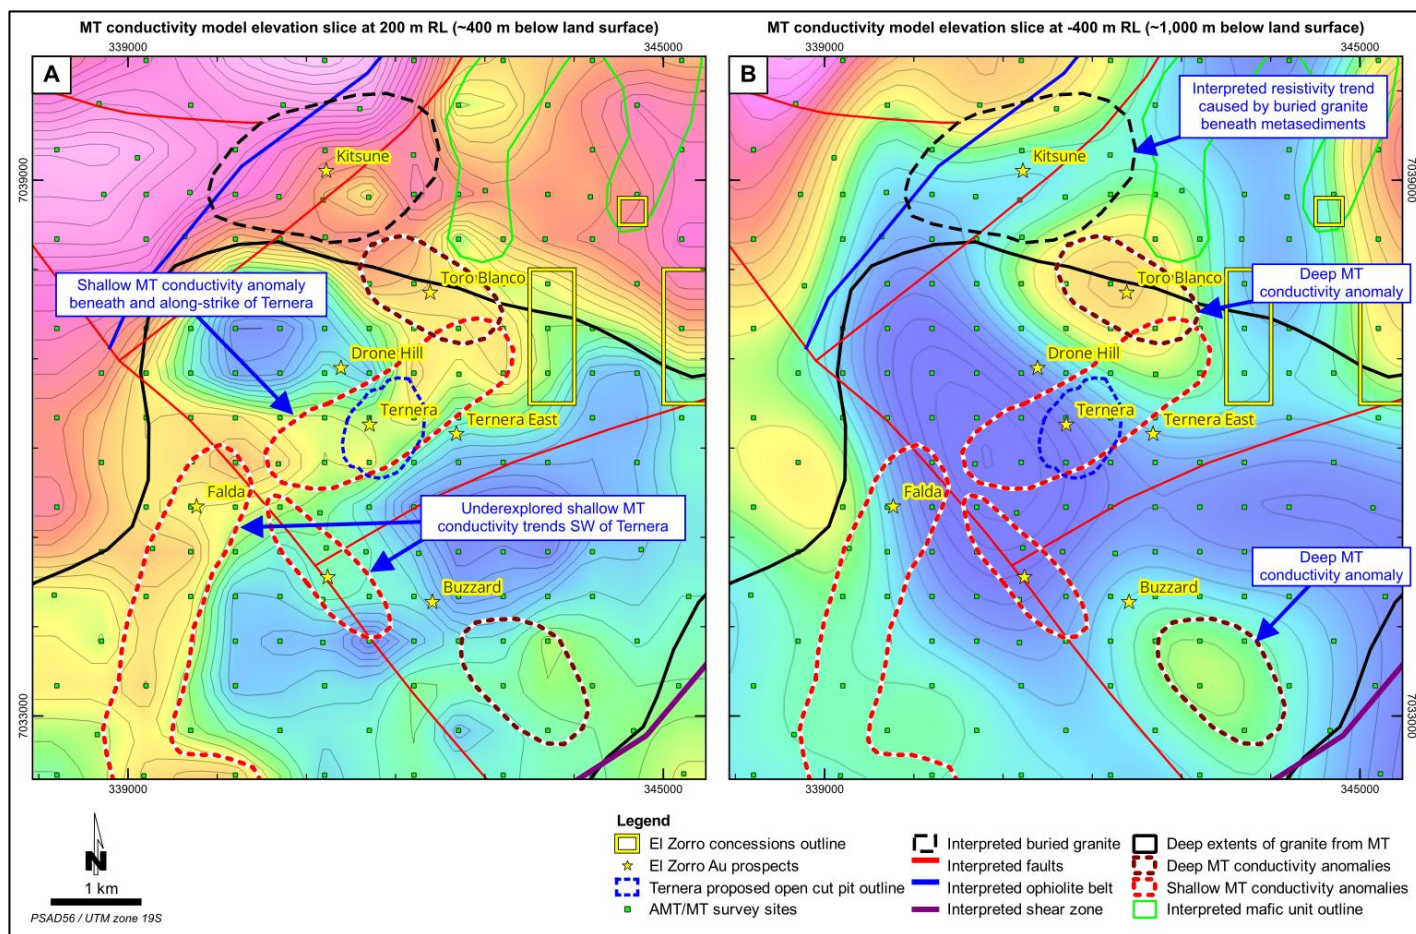 MT conductivity model elevation slice at 200 m RL (~400 m below land surface)
339000
345000
A
7039000
7033000
Kitsune
Toro Blanco
Shallow MT conductivity anomaly
beneath and along-strike of Ternera
Drone Hill
Ternera
Ternera East
Falda
Underexplored shallow MT
conductivity trends SW of Ternera
Buzzard
339000
345000
MT conductivity model elevation slice at -400 m RL (~1,000 m below land surface)
339000
345000
B
Interpreted resistivity trend
caused by buried granite
beneath metasediments
Kitsune
7039000
Toro Blanco
Deep MT
conductivity anomaly
Drone Hill
Ternera
Ternera East
Falda
Deep MT
conductivity anomaly
Buzzard
7033000
339000
345000
N
1 km
PSAD56 / UTM zone 19S
Legend
El Zorro concessions outline
El Zorro Au prospects
Ternera proposed open cut pit outline
AMT/MT survey sites
Interpreted buried granite
Interpreted faults
Interpreted ophiolite belt
Interpreted shear zone
Deep extents of granite from MT
Deep MT conductivity anomalies
Shallow MT conductivity anomalies
Interpreted mafic unit outline